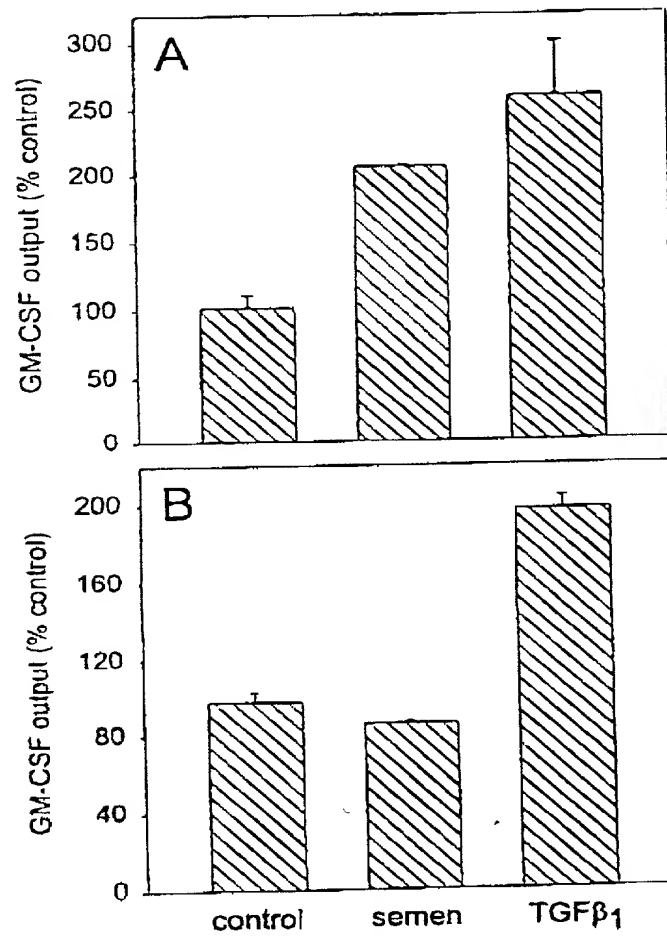 A
GM-CSF output (% control)
300
250
200
150
100
50
0
B
GM-CSF output (% control)
200
160
120
80
40
0
control semen TGFβ1